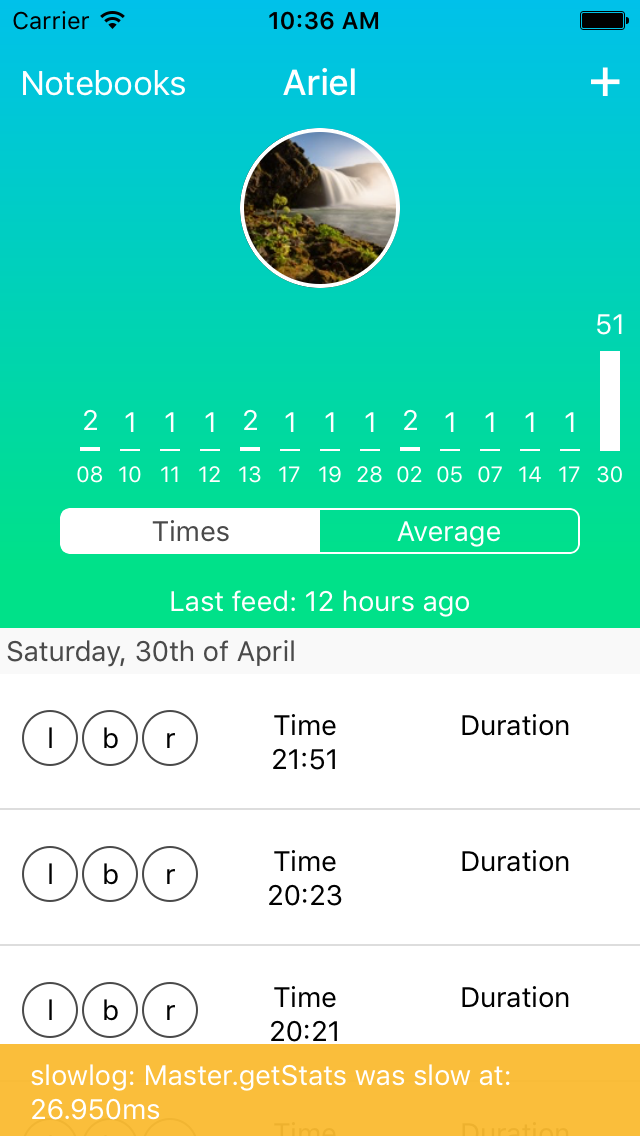 Carrier 10:36 AM
Notebooks Ariel +
51
2 1 1 1 2 1 1 1 2 1 1 1 1
08 10 11 12 13 17 19 28 02 05 07 14 17 30
Times Average
Last feed: 12 hours ago
Saturday, 30th of April
l b r Time Duration
21:51
l b r Time Duration
20:23
l b r Time Duration
20:21
slowlog: Master.getStats was slow at:
26.950ms
Time Duration